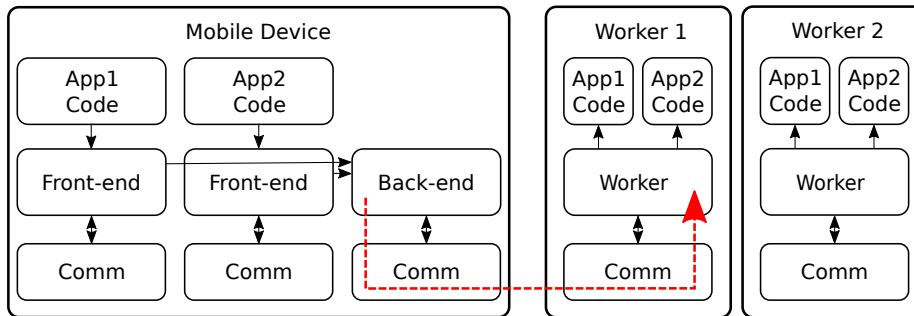 Mobile Device
Worker 1
Worker 2
App1
Code
App2
Code
App1
Code
App2
Code
App1
Code
App2
Code
Front-end
Front-end
Back-end
Worker
Worker
Comm
Comm
Comm
Comm
Comm